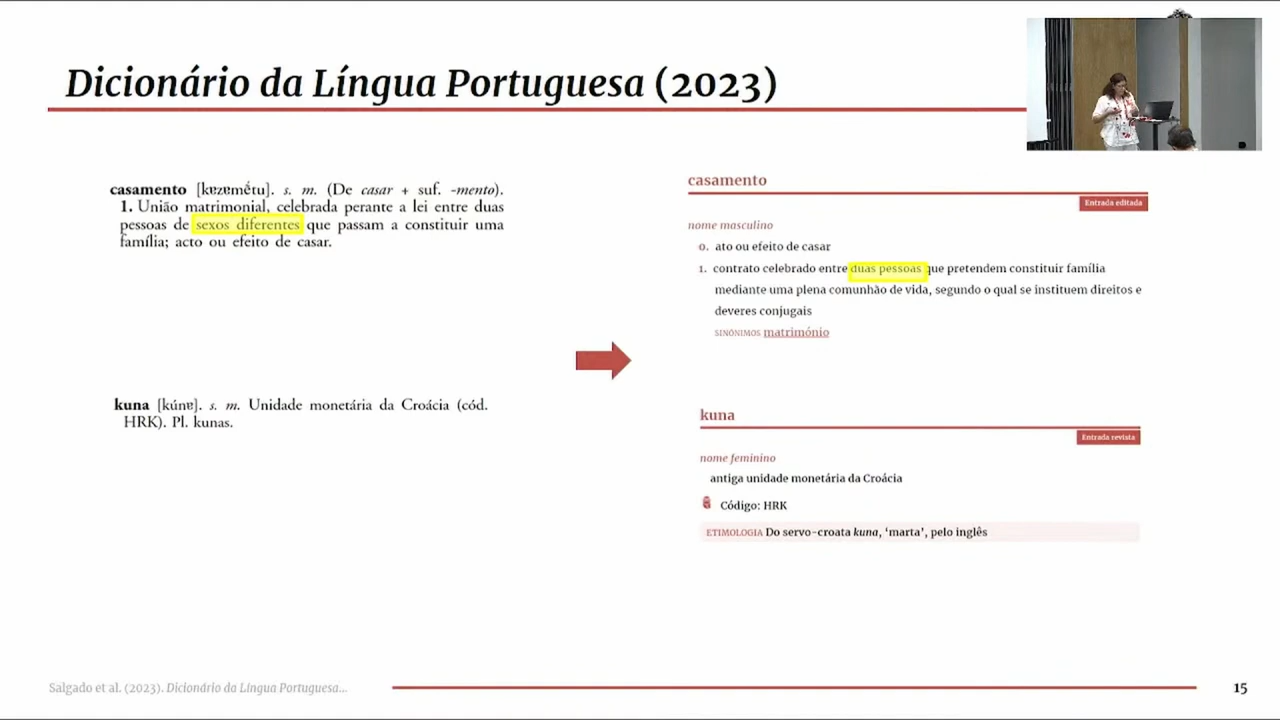 Dicionário da Língua Portuguesa (2023)
casamento [kɐzɐmẽ́tu]. s. m. (De casar + suf. -mento).
1. União matrimonial, celebrada perante a lei entre duas
pessoas de sexos diferentes que passam a constituir uma
família; acto ou efeito de casar.
kuna [kúnɐ]. s. m. Unidade monetária da Croácia (cód.
HRK). Pl. kunas.
casamento
Entrada editada
nome masculino
0. ato ou efeito de casar
1. contrato celebrado entre duas pessoas que pretendem constituir família
mediante uma plena comunhão de vida, segundo o qual se instituem direitos e
deveres conjugais
SINÓNIMOS matrimónio
kuna
Entrada revista
nome feminino
antiga unidade monetária da Croácia
Código: HRK
ETIMOLOGIA Do servo-croata kuna, ‘marta’, pelo inglês
Salgado et al. (2023). Dicionário da Língua Portuguesa...
15